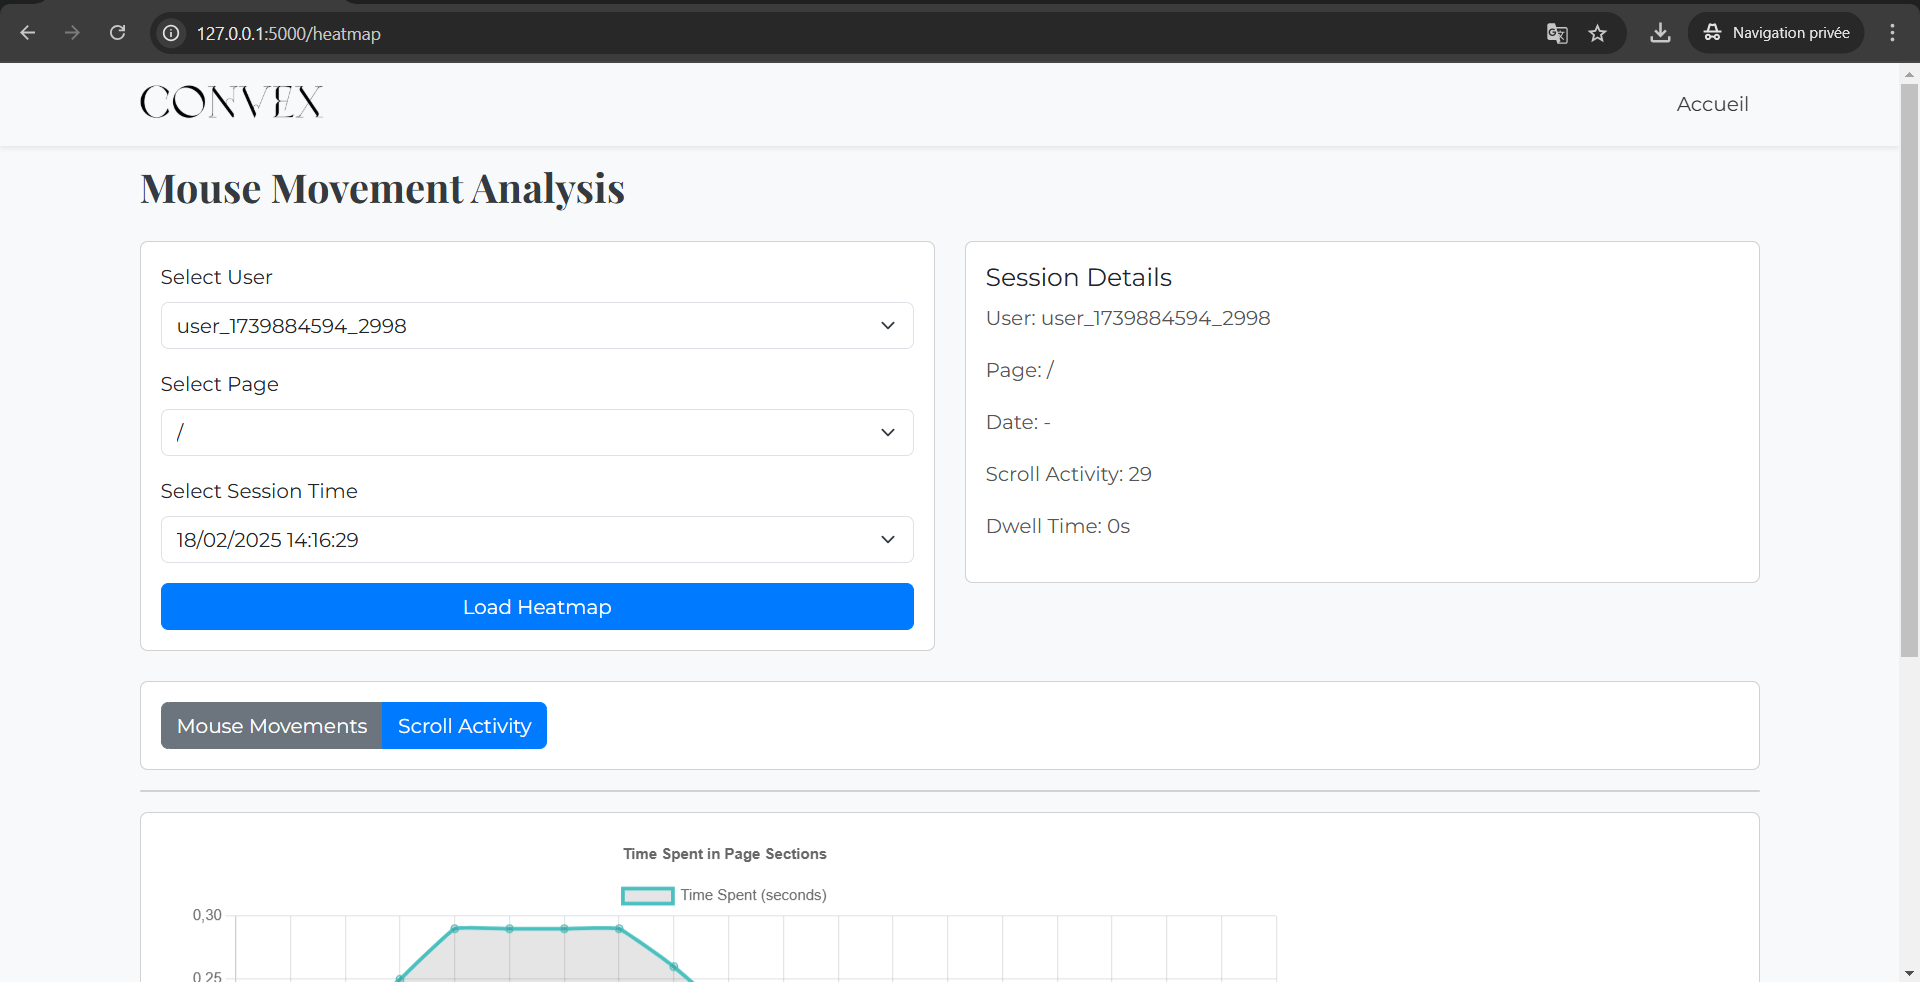 127.0.0.1:5000/heatmap
Navigation privée
CONVEX
Accueil
Mouse Movement Analysis
Select User
user_1739884594_2998
Select Page
/
Select Session Time
18/02/2025 14:16:29
Load Heatmap
Session Details
User: user_1739884594_2998
Page: /
Date: -
Scroll Activity: 29
Dwell Time: 0s
Mouse Movements
Scroll Activity
Time Spent in Page Sections
Time Spent (seconds)
0,30
0,25